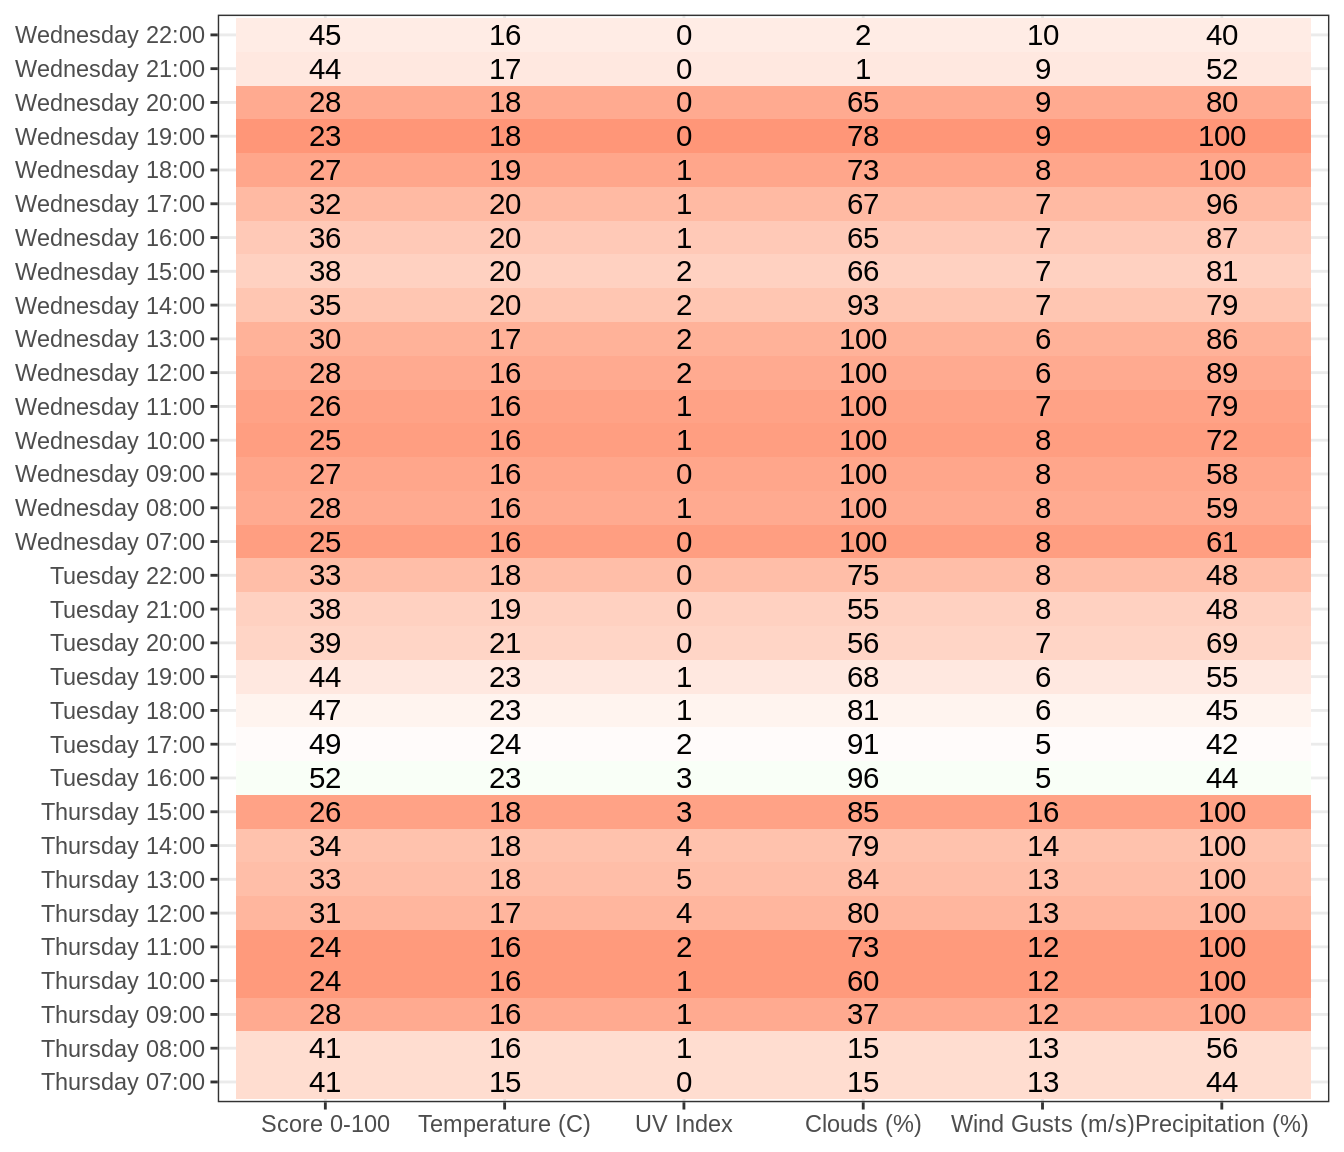 Wednesday 22:00 45 16 0 2 10 40
Wednesday 21:00 44 17 0 1 9 52
Wednesday 20:00 28 18 0 65 9 80
Wednesday 19:00 23 18 0 78 9 100
Wednesday 18:00 27 19 1 73 8 100
Wednesday 17:00 32 20 1 67 7 96
Wednesday 16:00 36 20 1 65 7 87
Wednesday 15:00 38 20 2 66 7 81
Wednesday 14:00 35 20 2 93 7 79
Wednesday 13:00 30 17 2 100 6 86
Wednesday 12:00 28 16 2 100 6 89
Wednesday 11:00 26 16 1 100 7 79
Wednesday 10:00 25 16 1 100 8 72
Wednesday 09:00 27 16 0 100 8 58
Wednesday 08:00 28 16 1 100 8 59
Wednesday 07:00 25 16 0 100 8 61
Tuesday 22:00 33 18 0 75 8 48
Tuesday 21:00 38 19 0 55 8 48
Tuesday 20:00 39 21 0 56 7 69
Tuesday 19:00 44 23 1 68 6 55
Tuesday 18:00 47 23 1 81 6 45
Tuesday 17:00 49 24 2 91 5 42
Tuesday 16:00 52 23 3 96 5 44
Thursday 15:00 26 18 3 85 16 100
Thursday 14:00 34 18 4 79 14 100
Thursday 13:00 33 18 5 84 13 100
Thursday 12:00 31 17 4 80 13 100
Thursday 11:00 24 16 2 73 12 100
Thursday 10:00 24 16 1 60 12 100
Thursday 09:00 28 16 1 37 12 100
Thursday 08:00 41 16 1 15 13 56
Thursday 07:00 41 15 0 15 13 44
Score 0-100 Temperature (C) UV Index Clouds (%) Wind Gusts (m/s) Precipitation (%)